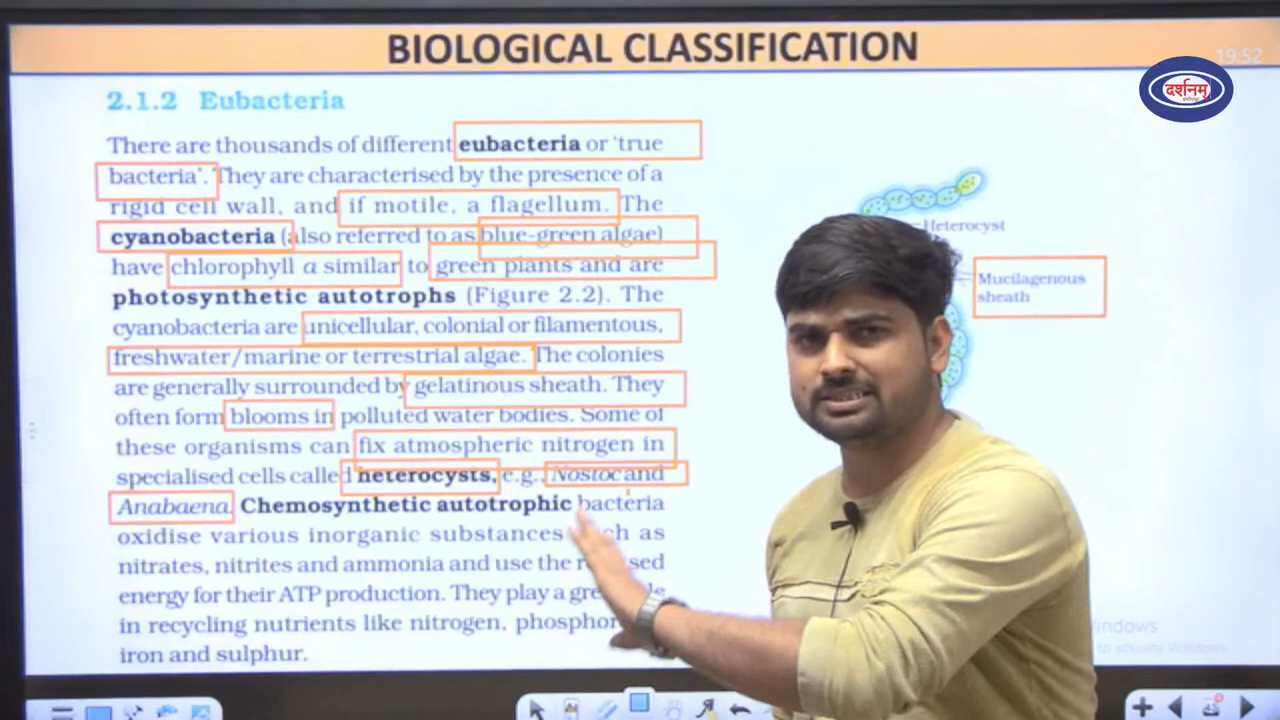 BIOLOGICAL CLASSIFICATION
19:52
दर्शनम्
2.1.2 Eubacteria
There are thousands of different eubacteria or ‘true
bacteria’. They are characterised by the presence of a
rigid cell wall, and if motile, a flagellum. The
cyanobacteria (also referred to as blue-green algae)
have chlorophyll a similar to green plants and are
photosynthetic autotrophs (Figure 2.2). The
cyanobacteria are unicellular, colonial or filamentous,
freshwater/marine or terrestrial algae. The colonies
are generally surrounded by gelatinous sheath. They
often form blooms in polluted water bodies. Some of
these organisms can fix atmospheric nitrogen in
specialised cells called heterocysts, e.g., Nostoc and
Anabaena. Chemosynthetic autotrophic bacteria
oxidise various inorganic substances as
nitrates, nitrites and ammonia and use the
energy for their ATP production. They play a
in recycling nutrients like nitrogen,
iron and sulphur.
Heterocyst
Mucilagenous
sheath